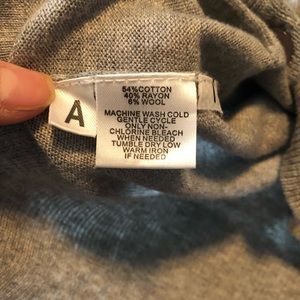 A
54%COTTON
40%RAYON
6% WOOL
MACHINE WASH COLD
GENTLE CYCLE
ONLY NON-
CHLORINE BLEACH
WHEN NEEDED
TUMBLE DRY LOW
WARM IRON
IF NEEDED